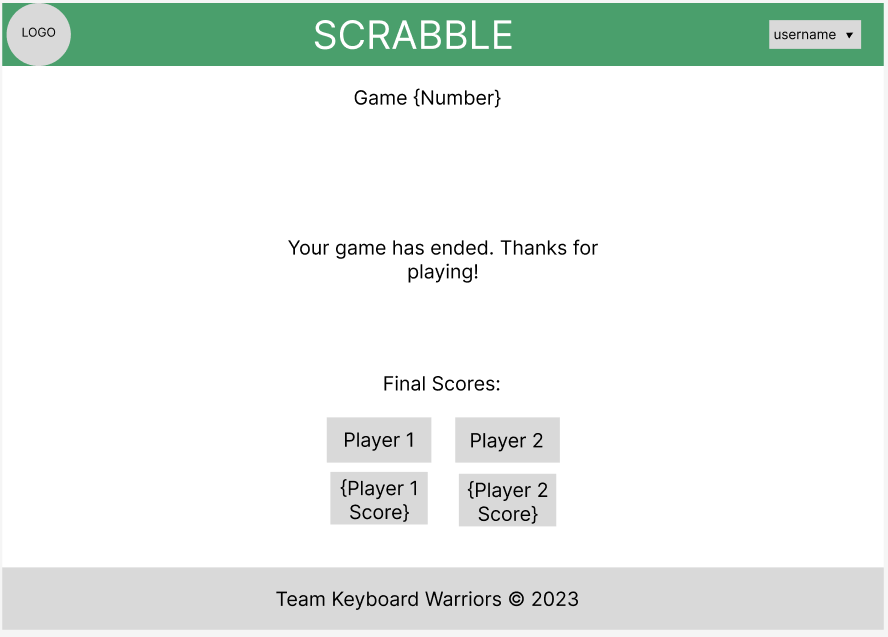 LOGO
SCRABBLE
username ▼
Game {Number}
Your game has ended. Thanks for
playing!
Final Scores:
Player 1
Player 2
{Player 1
Score}
{Player 2
Score}
Team Keyboard Warriors © 2023